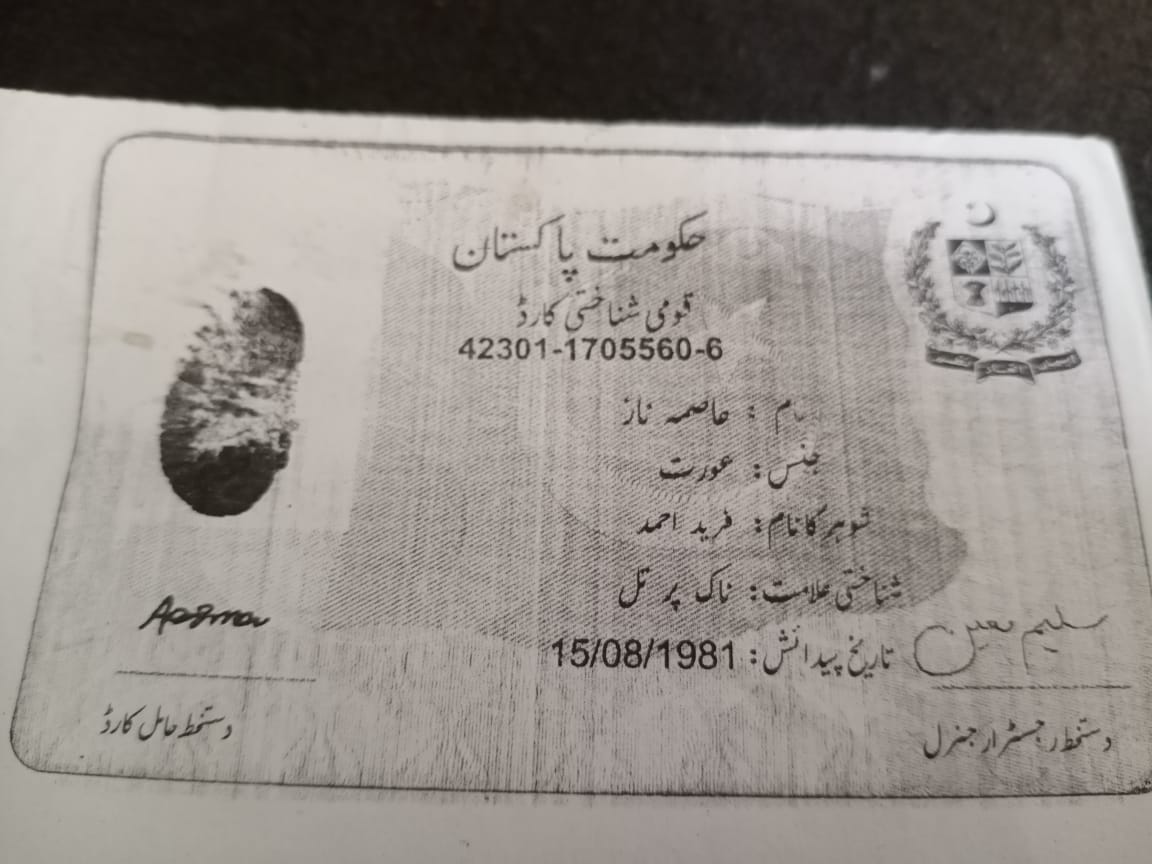 حکومت پاکستان
قومی شناختی کارڈ
42301-1705560-6
نام : عاصمہ ناز
جنس : عورت
شوہر کا نام : فرید احمد
شناختی علامت : ناک پر تل
تاریخ پیدائش : 15/08/1981
Aasma
سلیم معین
دستخط حامل کارڈ
دستخط رجسٹرار جنرل